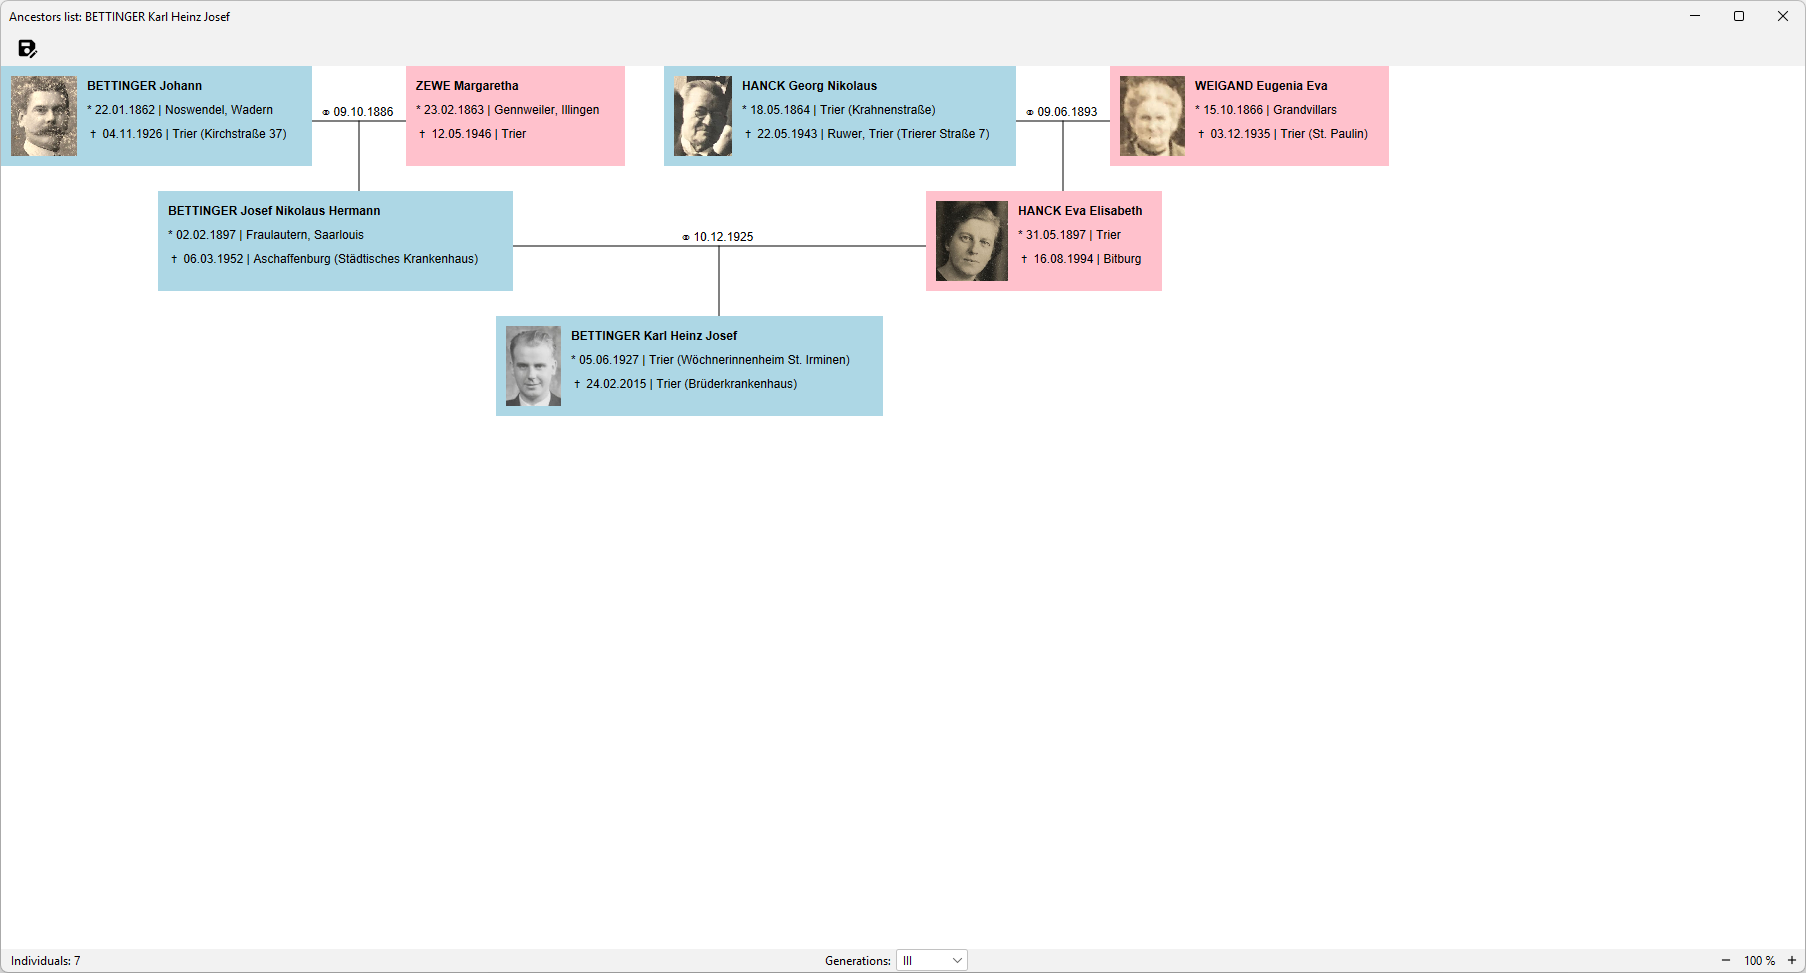 Ancestors list: BETTINGER Karl Heinz Josef
BETTINGER Johann
* 22.01.1862 | Noswendel, Wadern
✝ 04.11.1926 | Trier (Kirchstraße 37)
⚭ 09.10.1886
ZEWE Margaretha
* 23.02.1863 | Gennweiler, Illingen
✝ 12.05.1946 | Trier
HANCK Georg Nikolaus
* 18.05.1864 | Trier (Krahnenstraße)
✝ 22.05.1943 | Ruwer, Trier (Trierer Straße 7)
⚭ 09.06.1893
WEIGAND Eugenia Eva
* 15.10.1866 | Grandvillars
✝ 03.12.1935 | Trier (St. Paulin)
BETTINGER Josef Nikolaus Hermann
* 02.02.1897 | Fraulautern, Saarlouis
✝ 06.03.1952 | Aschaffenburg (Städtisches Krankenhaus)
⚭ 10.12.1925
HANCK Eva Elisabeth
* 31.05.1897 | Trier
✝ 16.08.1994 | Bitburg
BETTINGER Karl Heinz Josef
* 05.06.1927 | Trier (Wöchnerinnenheim St. Irminen)
✝ 24.02.2015 | Trier (Brüderkrankenhaus)
Individuals: 7
Generations: III
− 100 % +